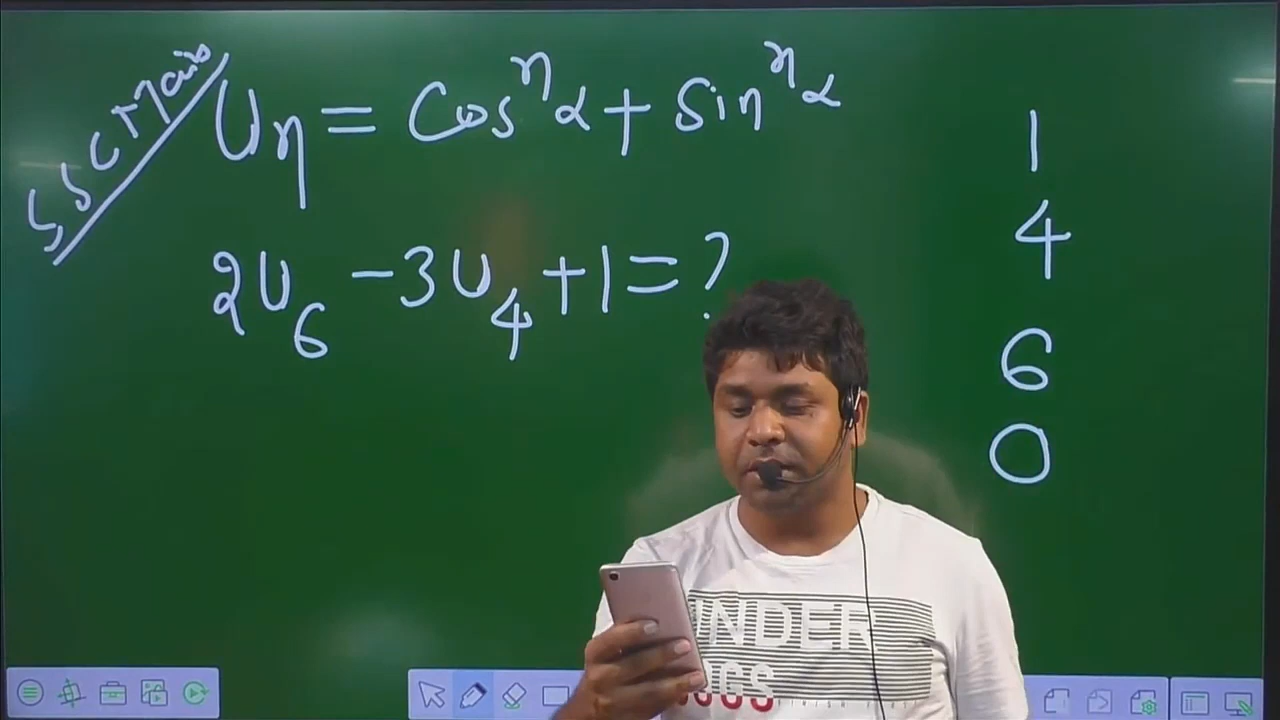 SSC Mains
Uₙ = Cosⁿα + Sinⁿα
2U₆ - 3U₄ + 1 = ?
1
4
6
0
UNDER